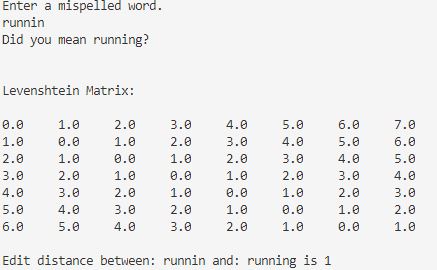 Enter a mispelled word.
runnin
Did you mean running?
Levenshtein Matrix:
0.0 1.0 2.0 3.0 4.0 5.0 6.0 7.0
1.0 0.0 1.0 2.0 3.0 4.0 5.0 6.0
2.0 1.0 0.0 1.0 2.0 3.0 4.0 5.0
3.0 2.0 1.0 0.0 1.0 2.0 3.0 4.0
4.0 3.0 2.0 1.0 0.0 1.0 2.0 3.0
5.0 4.0 3.0 2.0 1.0 0.0 1.0 2.0
6.0 5.0 4.0 3.0 2.0 1.0 0.0 1.0
Edit distance between: runnin and: running is 1